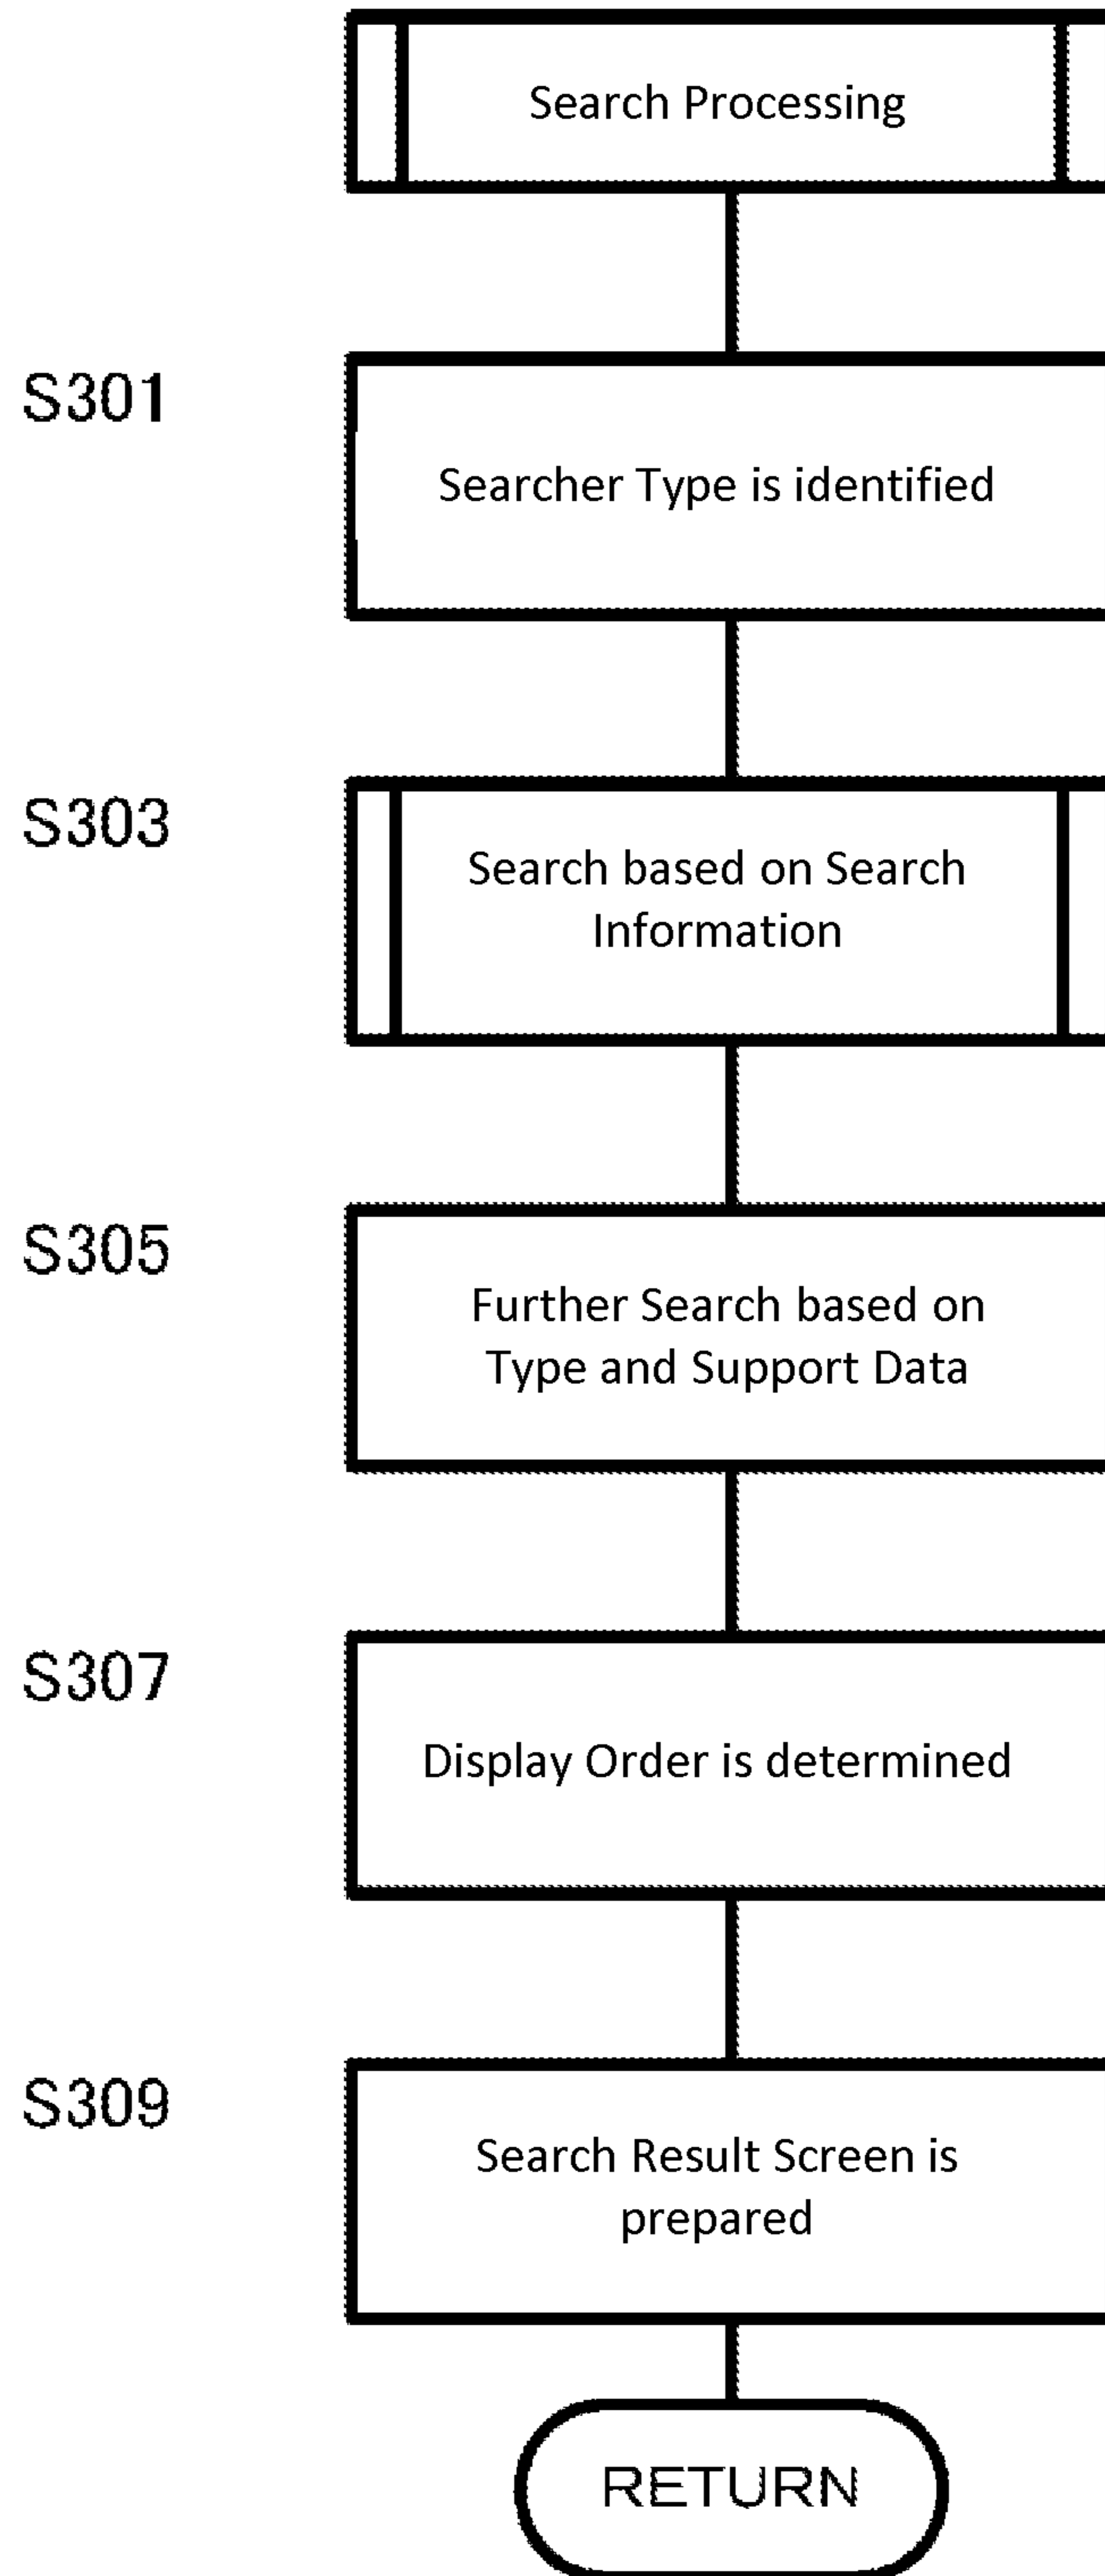 Search Processing
S301
Searcher Type is identified
S303
Search based on Search
Information
S305
Further Search based on
Type and Support Data
S307
Display Order is determined
S309
Search Result Screen is
prepared
RETURN